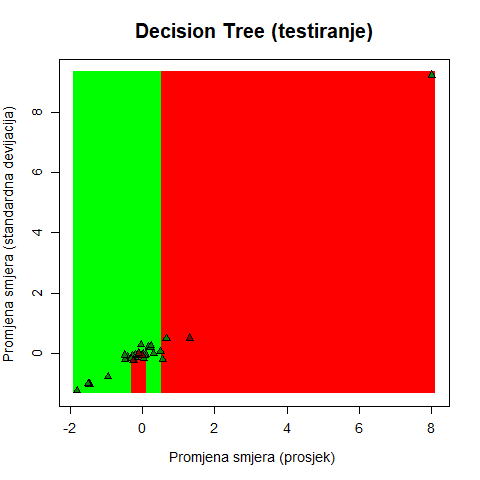 Decision Tree (testiranje)
Promjena smjera (standardna devijacija)
8
6
4
2
0
-2 0 2 4 6 8
Promjena smjera (prosjek)